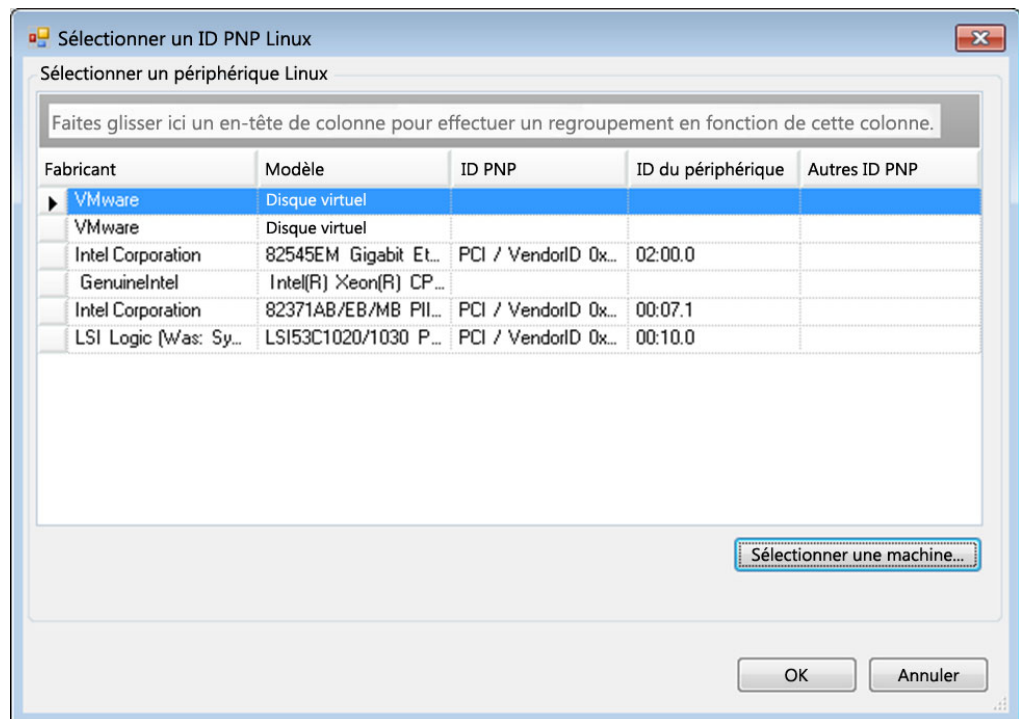 Sélectionner un ID PNP Linux
Sélectionner un périphérique Linux
Faites glisser ici un en-tête de colonne pour effectuer un regroupement en fonction de cette colonne.
Fabricant Modèle ID PNP ID du périphérique Autres ID PNP
VMware Disque virtuel
VMware Disque virtuel
Intel Corporation 82545EM Gigabit Et... PCI / VendorID 0x... 02:00.0
GenuineIntel Intel(R) Xeon(R) CP...
Intel Corporation 82371AB/EB/MB PII... PCI / VendorID 0x... 00:07.1
LSI Logic (Was: Sy... LSI53C1020/1030 P... PCI / VendorID 0x... 00:10.0
Sélectionner une machine...
OK Annuler